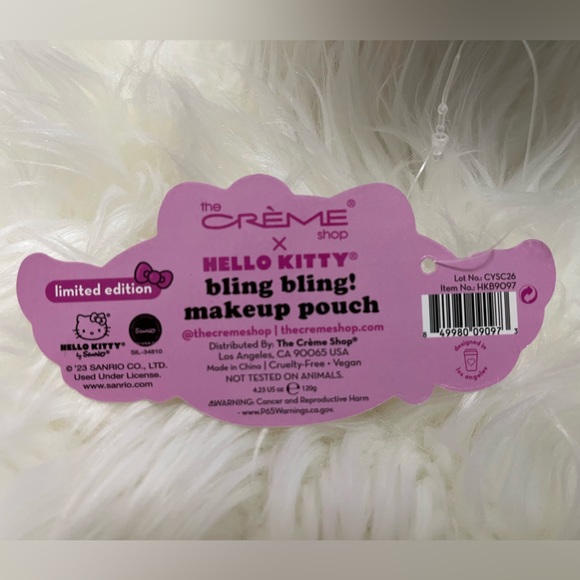 the
CRÈME®
shop
x
HELLO KITTY®
bling bling!
makeup pouch
@thecremeshop | thecremeshop.com
Distributed By: The Crème Shop®
Los Angeles, CA 90065 USA
Made in China | Cruelty-Free • Vegan
NOT TESTED ON ANIMALS.
4.23 US oz ℮ 120g
⚠WARNING: Cancer and Reproductive Harm
- www.P65Warnings.ca.gov.
limited edition
HELLO KITTY®
by Sanrio®
Sanrio
SIL-34810
© '23 SANRIO CO., LTD.
Used Under License.
www.sanrio.com
Lot No.: CYSC26
Item No.: HKB9097
8 49980 09097 3
designed in
los angeles